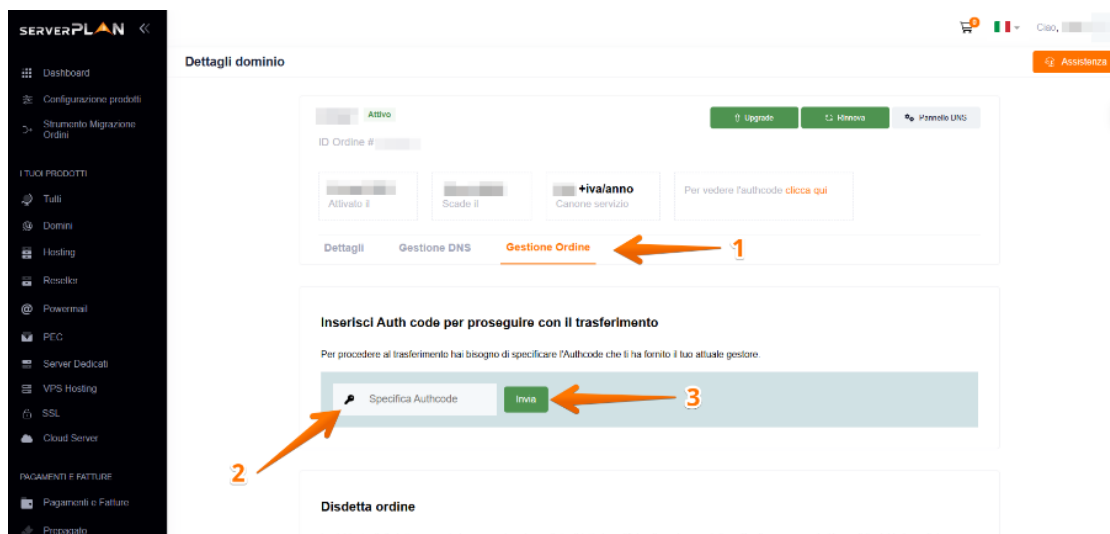 SERVERPLAN «
0
Ciao,
Dettagli dominio
Assistenza
Dashboard
Configurazione prodotti
Strumento Migrazione
Ordini
I TUOI PRODOTTI
Tutti
Domini
Hosting
Reseller
Powermail
PEC
Server Dedicati
VPS Hosting
SSL
Cloud Server
PAGAMENTI E FATTURE
Pagamenti e Fatture
Prepagato
Attivo
Upgrade
Rinnova
Pannello DNS
ID Ordine #
Attivato il
Scade il
+iva/anno
Canone servizio
Per vedere l'authcode clicca qui
Dettagli
Gestione DNS
Gestione Ordine
1
Inserisci Auth code per proseguire con il trasferimento
Per procedere al trasferimento hai bisogno di specificare l'Authcode che ti ha fornito il tuo attuale gestore.
Specifica Authcode
Invia
3
2
Disdetta ordine